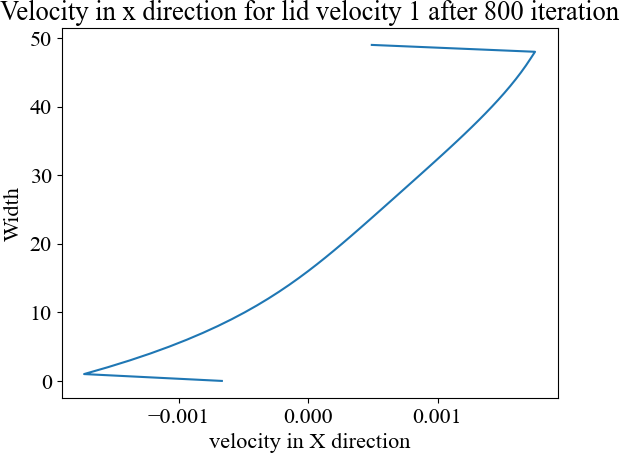 Velocity in x direction for lid velocity 1 after 800 iteration
50
40
30
20
10
0
Width
−0.001 0.000 0.001
velocity in X direction